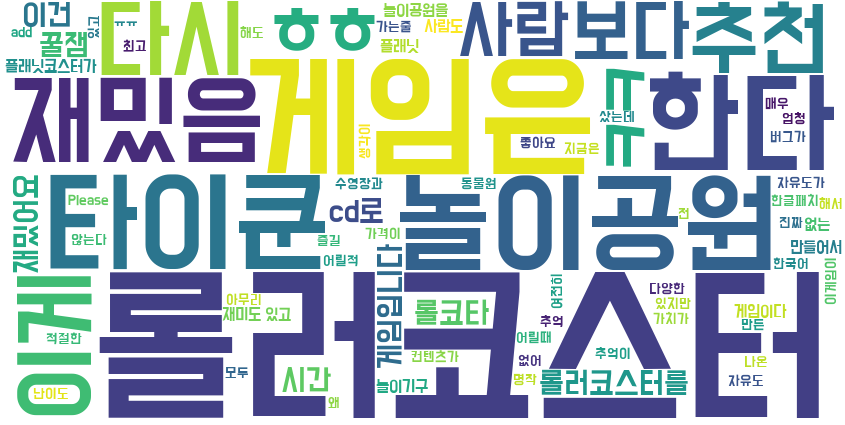 이건
add
꿀잼
플래닛코스터가
최고
있고
ㅠㅠ
다시
해도
ㅎㅎ
놀이공원을
가는줄
플래닛
사람도
사람보다
추천
재밌음
게임은
생각이
ㅋㅋ
샀는데
좋아요
지금은
한다
매우
엄청
버그가
재밌어요
Please
않는다
타이쿤
수영장과
cd로
즐길
어릴적
가격이
게임입니다
놀이공원
동물원
전
자유도가
한글패치
해서
진짜
없는
만들어서
한국어
이게임이
이게
적절한
난이도
롤러코스터
아무리
재미도 있고
모두
시간
왜
롤코타
컨텐츠가
놀이기구
여전히
추억
어릴때
없어
명작
추억이
롤러코스터를
다양한
있지만
가치가
게임이다
만든
나온
자유도